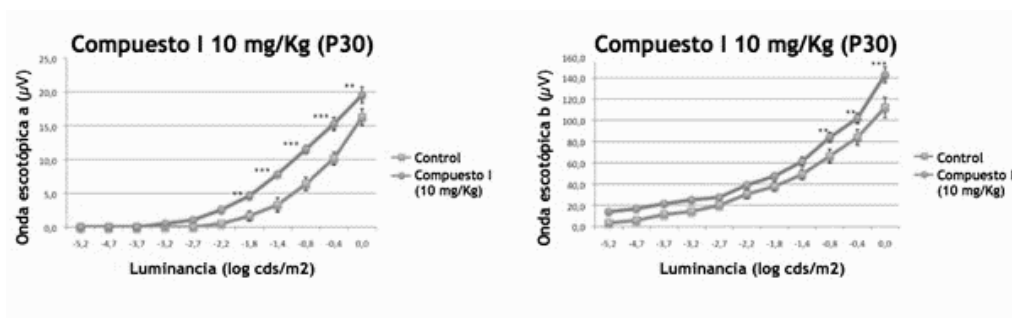 Compuesto I 10 mg/Kg (P30)
Onda escotópica a (µV)
25,0
20,0
15,0
10,0
5,0
0,0
** *** *** *** **
-5,2 -4,7 -3,7 -3,2 -2,7 -2,2 -1,8 -1,4 -0,8 -0,4 0,0
Luminancia (log cds/m2)
Control
Compuesto I
(10 mg/Kg)
Compuesto I 10 mg/Kg (P30)
Onda escotópica b (µV)
160,0
140,0
120,0
100,0
80,0
60,0
40,0
20,0
0,0
** ** ***
-5,2 -4,7 -3,7 -3,2 -2,7 -2,2 -1,8 -1,4 -0,8 -0,4 0,0
Luminancia (log cds/m2)
Control
Compuesto I
(10 mg/Kg)